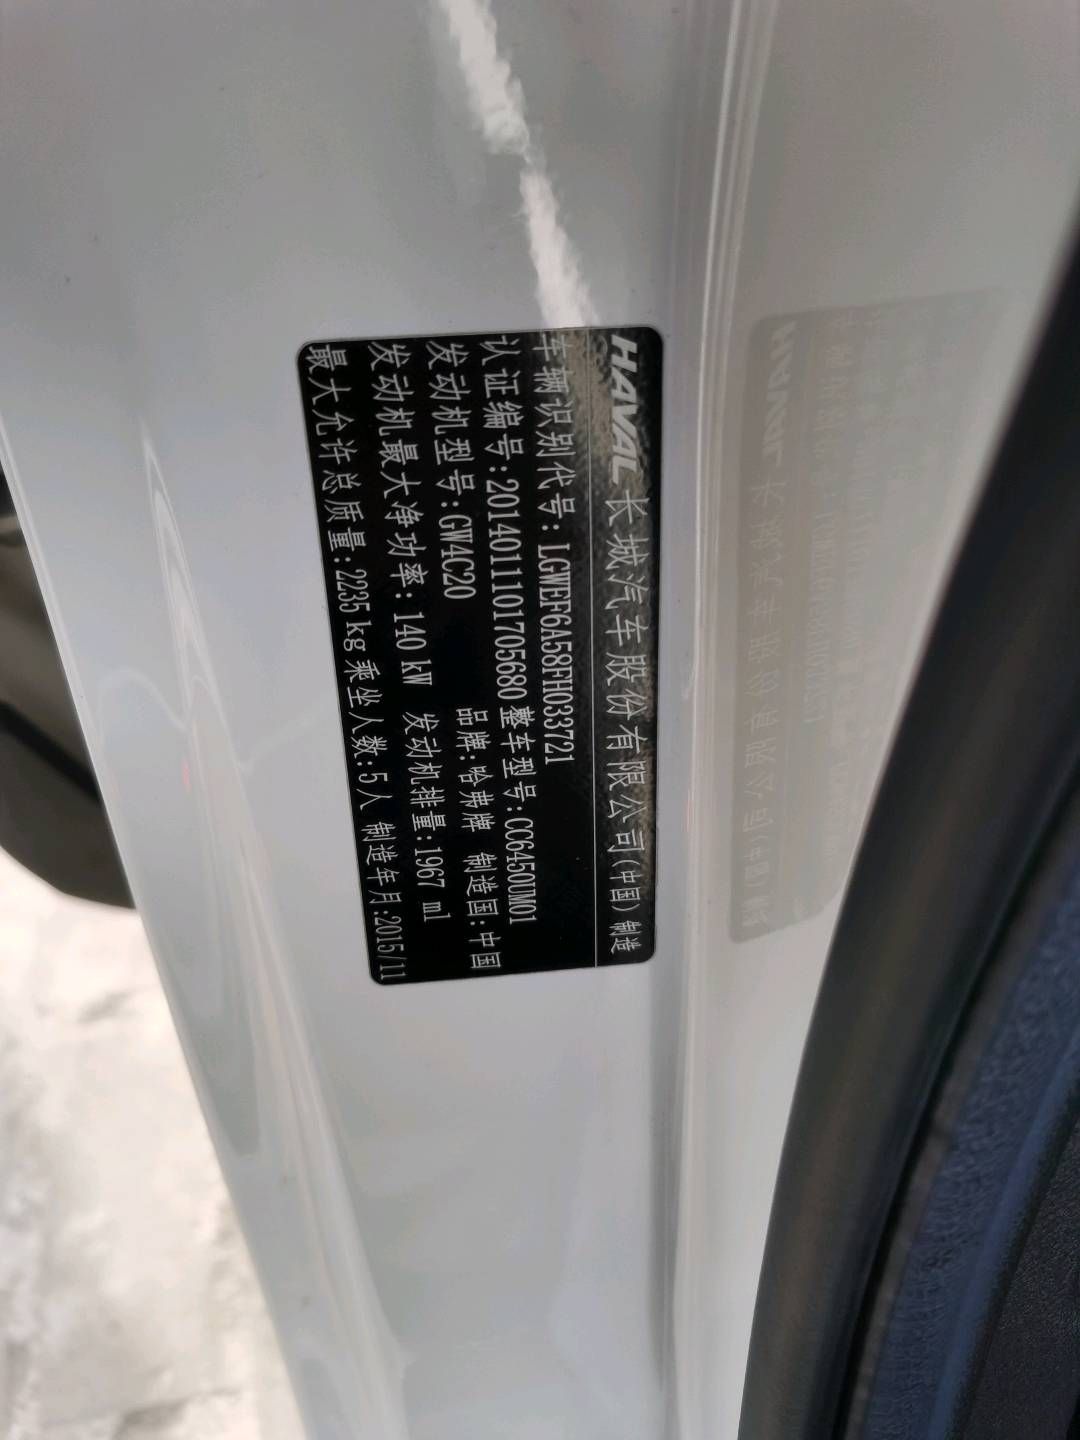 HAVAL 长城汽车股份有限公司(中国)制造
车辆识别代号: LGWEF6A58FH033721
认证编号:2014011101705680 整车型号:CC6450UM01
发动机型号:GW4C20 品牌:哈弗牌 制造国:中国
发动机最大净功率: 140 kW 发动机排量:1967 ml
最大允许总质量:2235 kg 乘坐人数:5人 制造年月:2015/11